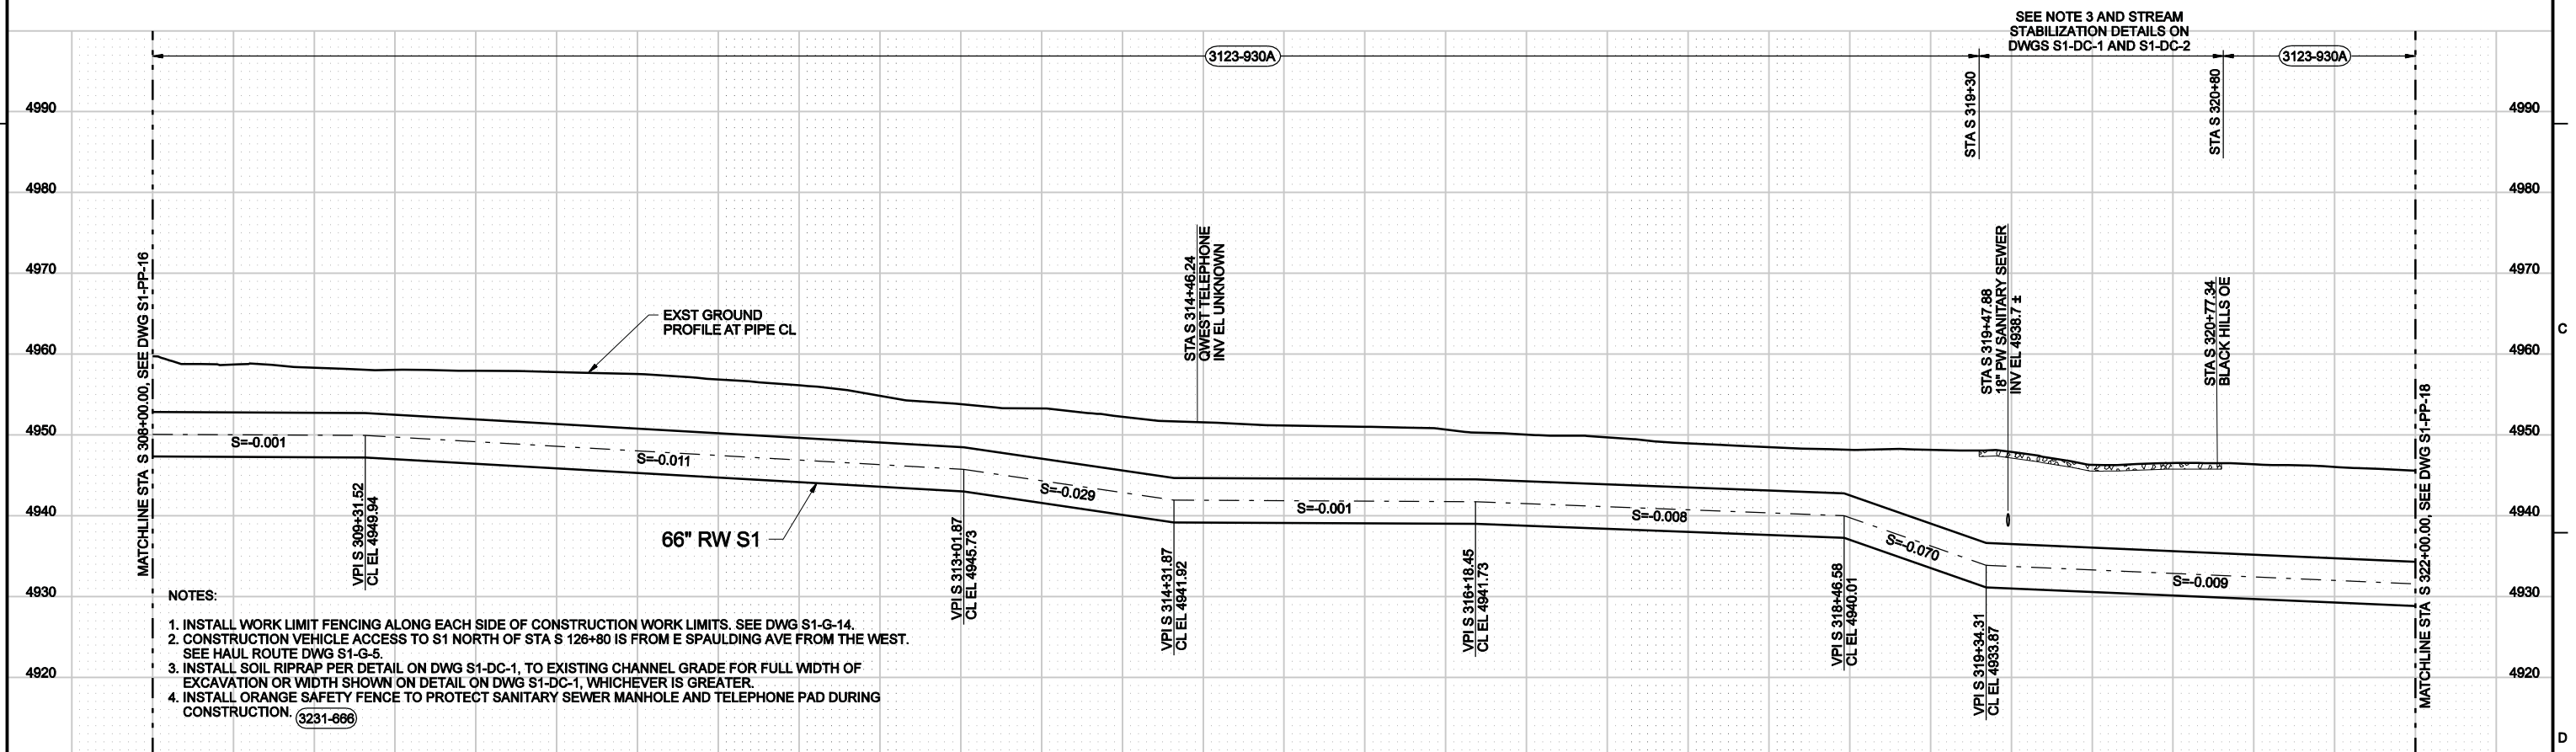 SEE NOTE 3 AND STREAM
STABILIZATION DETAILS ON
DWGS S1-DC-1 AND S1-DC-2
3123-930A
3123-930A
STA S 319+30
STA S 320+80
4990
4990
4980
4980
4970
4970
4960
4960
4950
4950
4940
4940
4930
4930
4920
4920
MATCHLINE STA S 308+00.00, SEE DWG S1-PP-16
EXST GROUND
PROFILE AT PIPE CL
STA S 314+46.24
QWEST TELEPHONE
INV EL UNKNOWN
STA S 319+47.88
18" PW SANITARY SEWER
INV EL 4938.7 ±
STA S 320+77.34
BLACK HILLS OE
MATCHLINE STA S 322+00.00, SEE DWG S1-PP-18
S=-0.001
S=-0.011
S=-0.029
S=-0.001
S=-0.008
S=-0.070
S=-0.009
66" RW S1
VPI S 309+31.52
CL EL 4949.94
VPI S 313+01.87
CL EL 4945.73
VPI S 314+31.87
CL EL 4941.92
VPI S 316+18.45
CL EL 4941.73
VPI S 318+46.58
CL EL 4940.01
VPI S 319+34.31
CL EL 4933.87
NOTES:
1. INSTALL WORK LIMIT FENCING ALONG EACH SIDE OF CONSTRUCTION WORK LIMITS. SEE DWG S1-G-14.
2. CONSTRUCTION VEHICLE ACCESS TO S1 NORTH OF STA S 126+80 IS FROM E SPAULDING AVE FROM THE WEST.
SEE HAUL ROUTE DWG S1-G-5.
3. INSTALL SOIL RIPRAP PER DETAIL ON DWG S1-DC-1, TO EXISTING CHANNEL GRADE FOR FULL WIDTH OF
EXCAVATION OR WIDTH SHOWN ON DETAIL ON DWG S1-DC-1, WHICHEVER IS GREATER.
4. INSTALL ORANGE SAFETY FENCE TO PROTECT SANITARY SEWER MANHOLE AND TELEPHONE PAD DURING
CONSTRUCTION. 3231-666
C
D